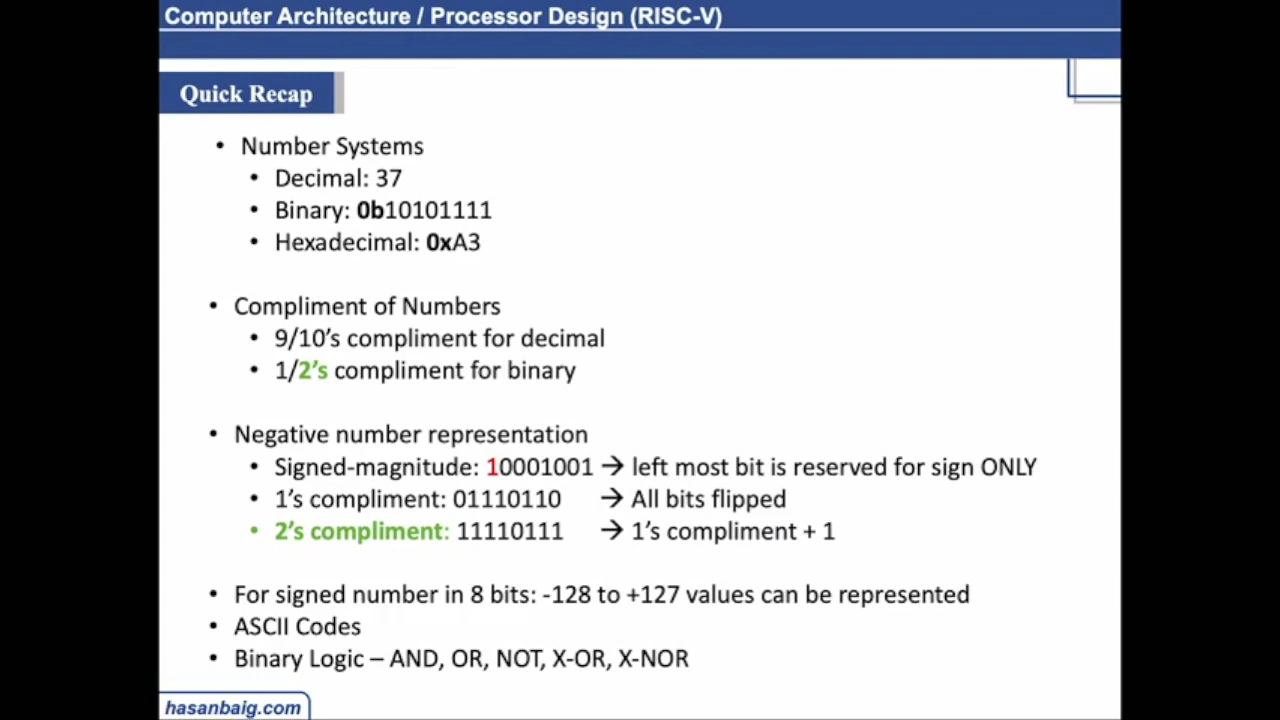 Computer Architecture / Processor Design (RISC-V)
Quick Recap
• Number Systems
• Decimal: 37
• Binary: 0b10101111
• Hexadecimal: 0xA3
• Compliment of Numbers
• 9/10’s compliment for decimal
• 1/2’s compliment for binary
• Negative number representation
• Signed-magnitude: 10001001 → left most bit is reserved for sign ONLY
• 1’s compliment: 01110110 → All bits flipped
• 2’s compliment: 11110111 → 1’s compliment + 1
• For signed number in 8 bits: -128 to +127 values can be represented
• ASCII Codes
• Binary Logic – AND, OR, NOT, X-OR, X-NOR
hasanbaig.com